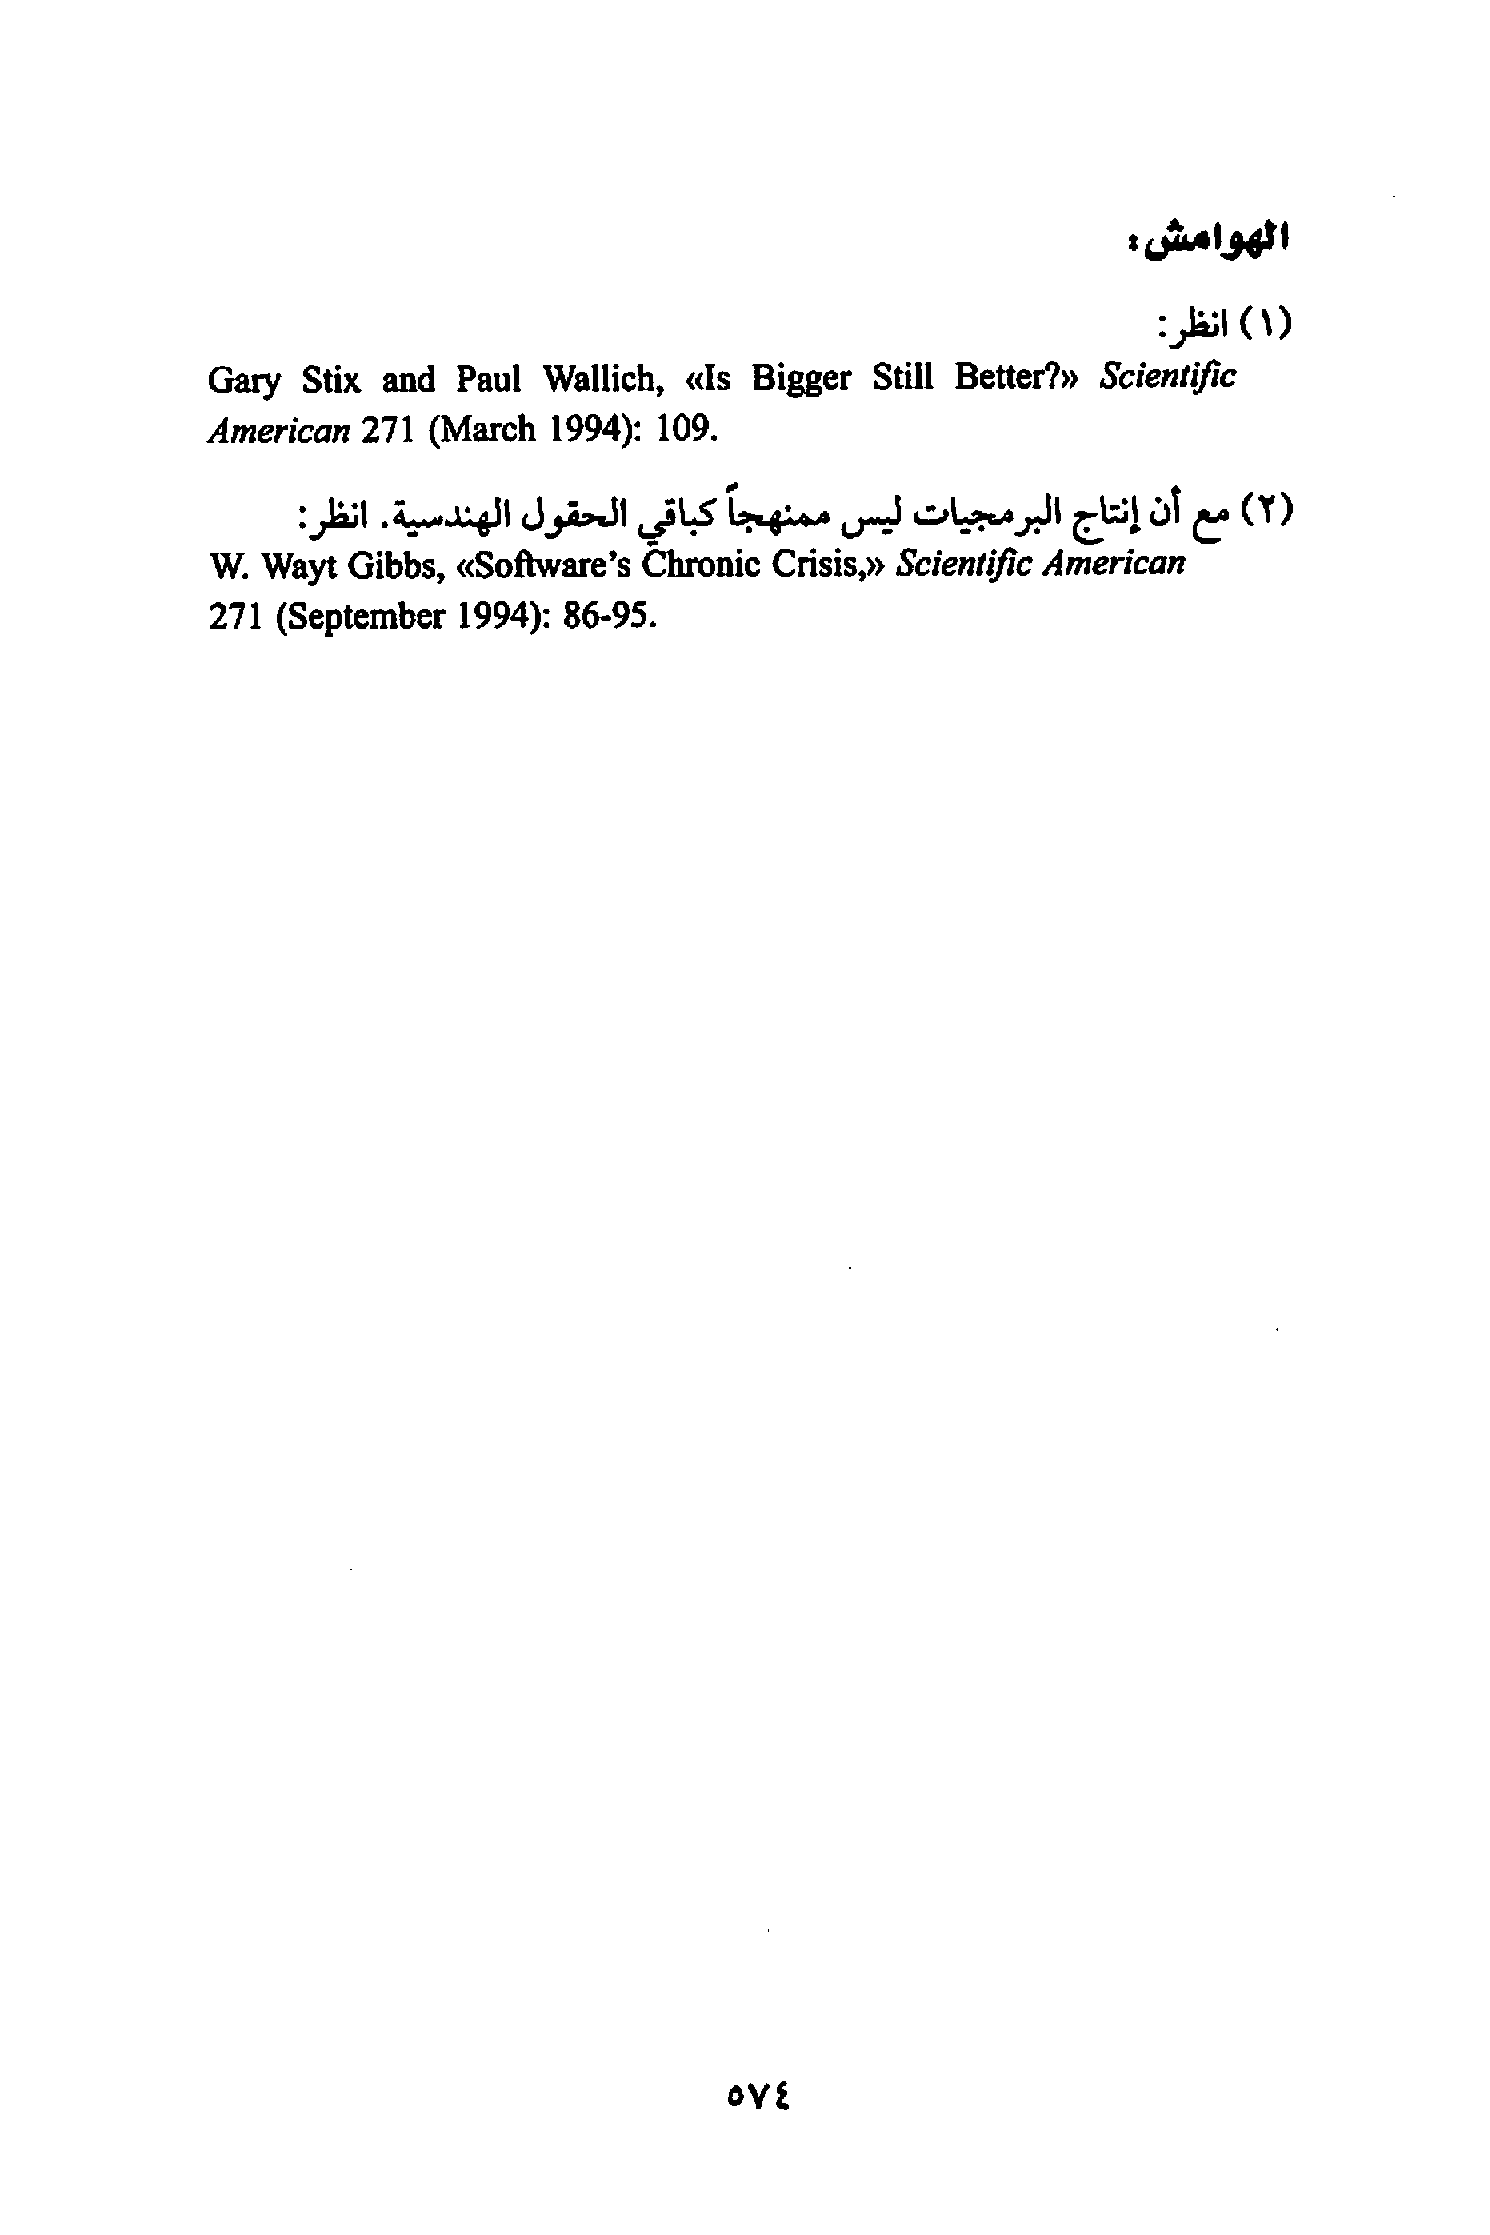 الهوامش:
(١) انظر:
Gary Stix and Paul Wallich, «Is Bigger Still Better?» Scientific
American 271 (March 1994): 109.
(٢) مع أن إنتاج البرمجيات ليس ممنهجاً كباقي الحقول الهندسية. انظر:
W. Wayt Gibbs, «Software's Chronic Crisis,» Scientific American
271 (September 1994): 86-95.
٥٧٤